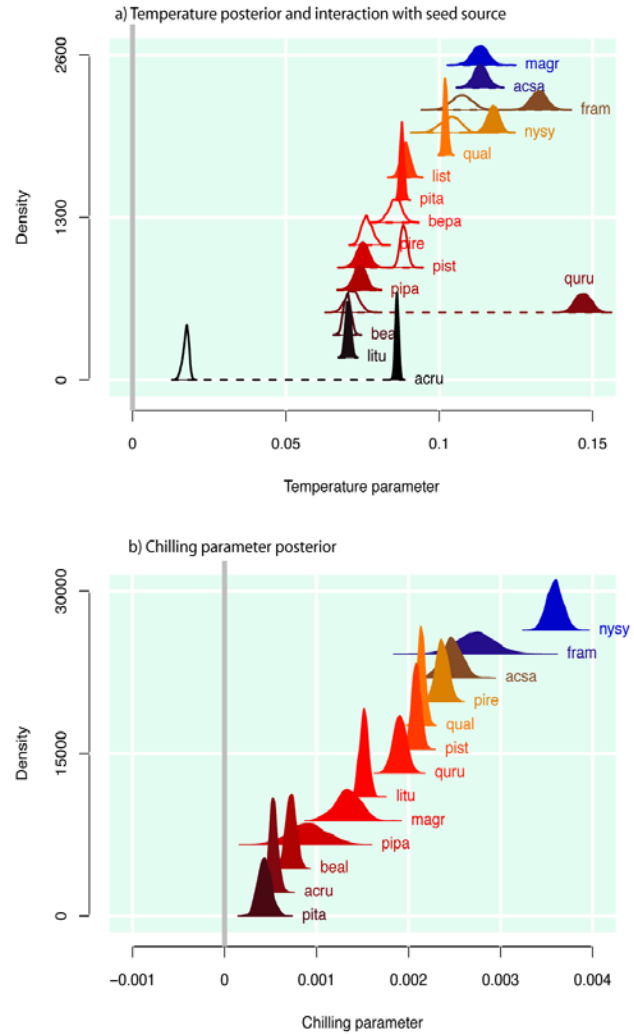 a) Temperature posterior and interaction with seed source
2600
magr
acsa
fram
nysy
qual
list
pita
1300
bepa
pire
pist
quru
pipa
beal
litu
0
acru
Density
0
0.05
0.1
0.15
Temperature parameter
b) Chilling parameter posterior
30000
nysy
fram
acsa
pire
qual
pist
15000
quru
litu
magr
pipa
beal
acru
0
pita
Density
−0.001
0
0.001
0.002
0.003
0.004
Chilling parameter